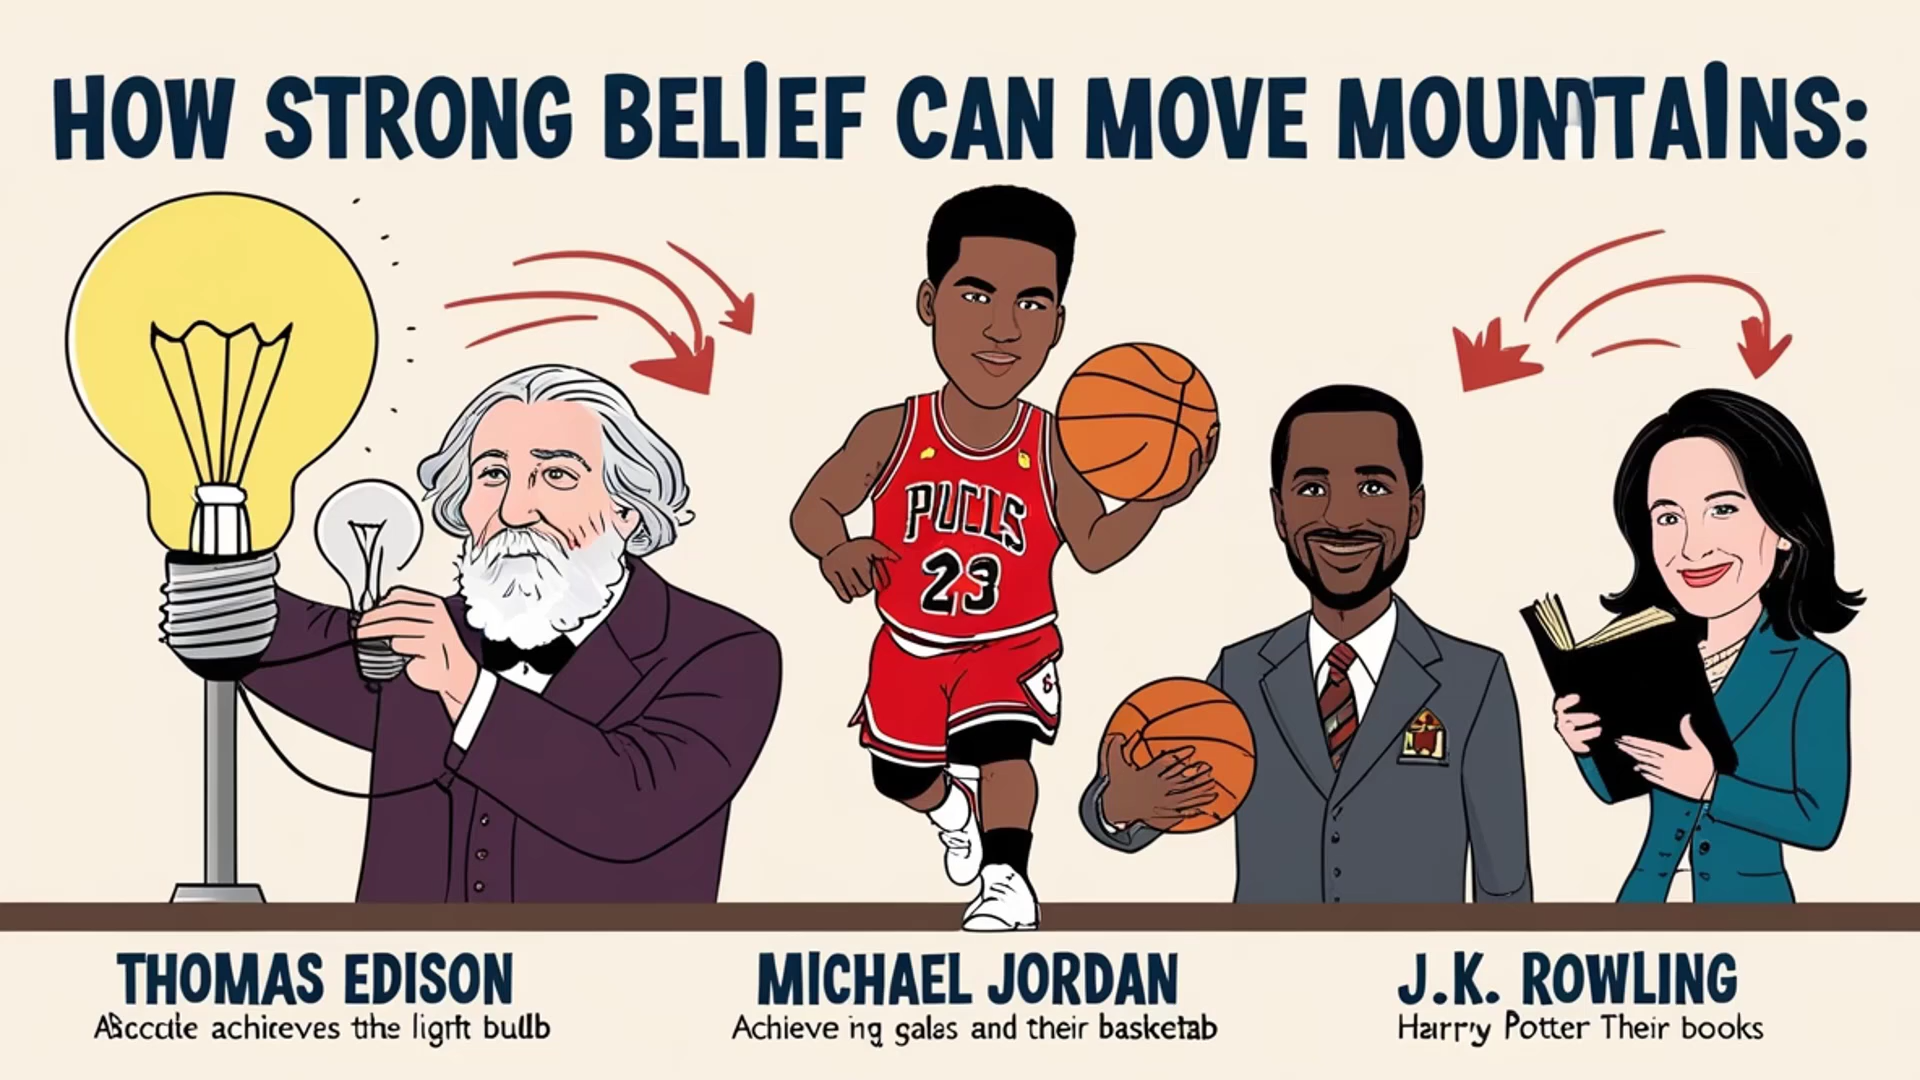 HOW STRONG BELIEF CAN MOVE MOUNTAINS:
PUCLS
23
THOMAS EDISON
achireves the ligrft bullb
MICHAEL JORDAN
Achieve ing galas and their basketab
J.K. ROWLING
Harry Potter Their books